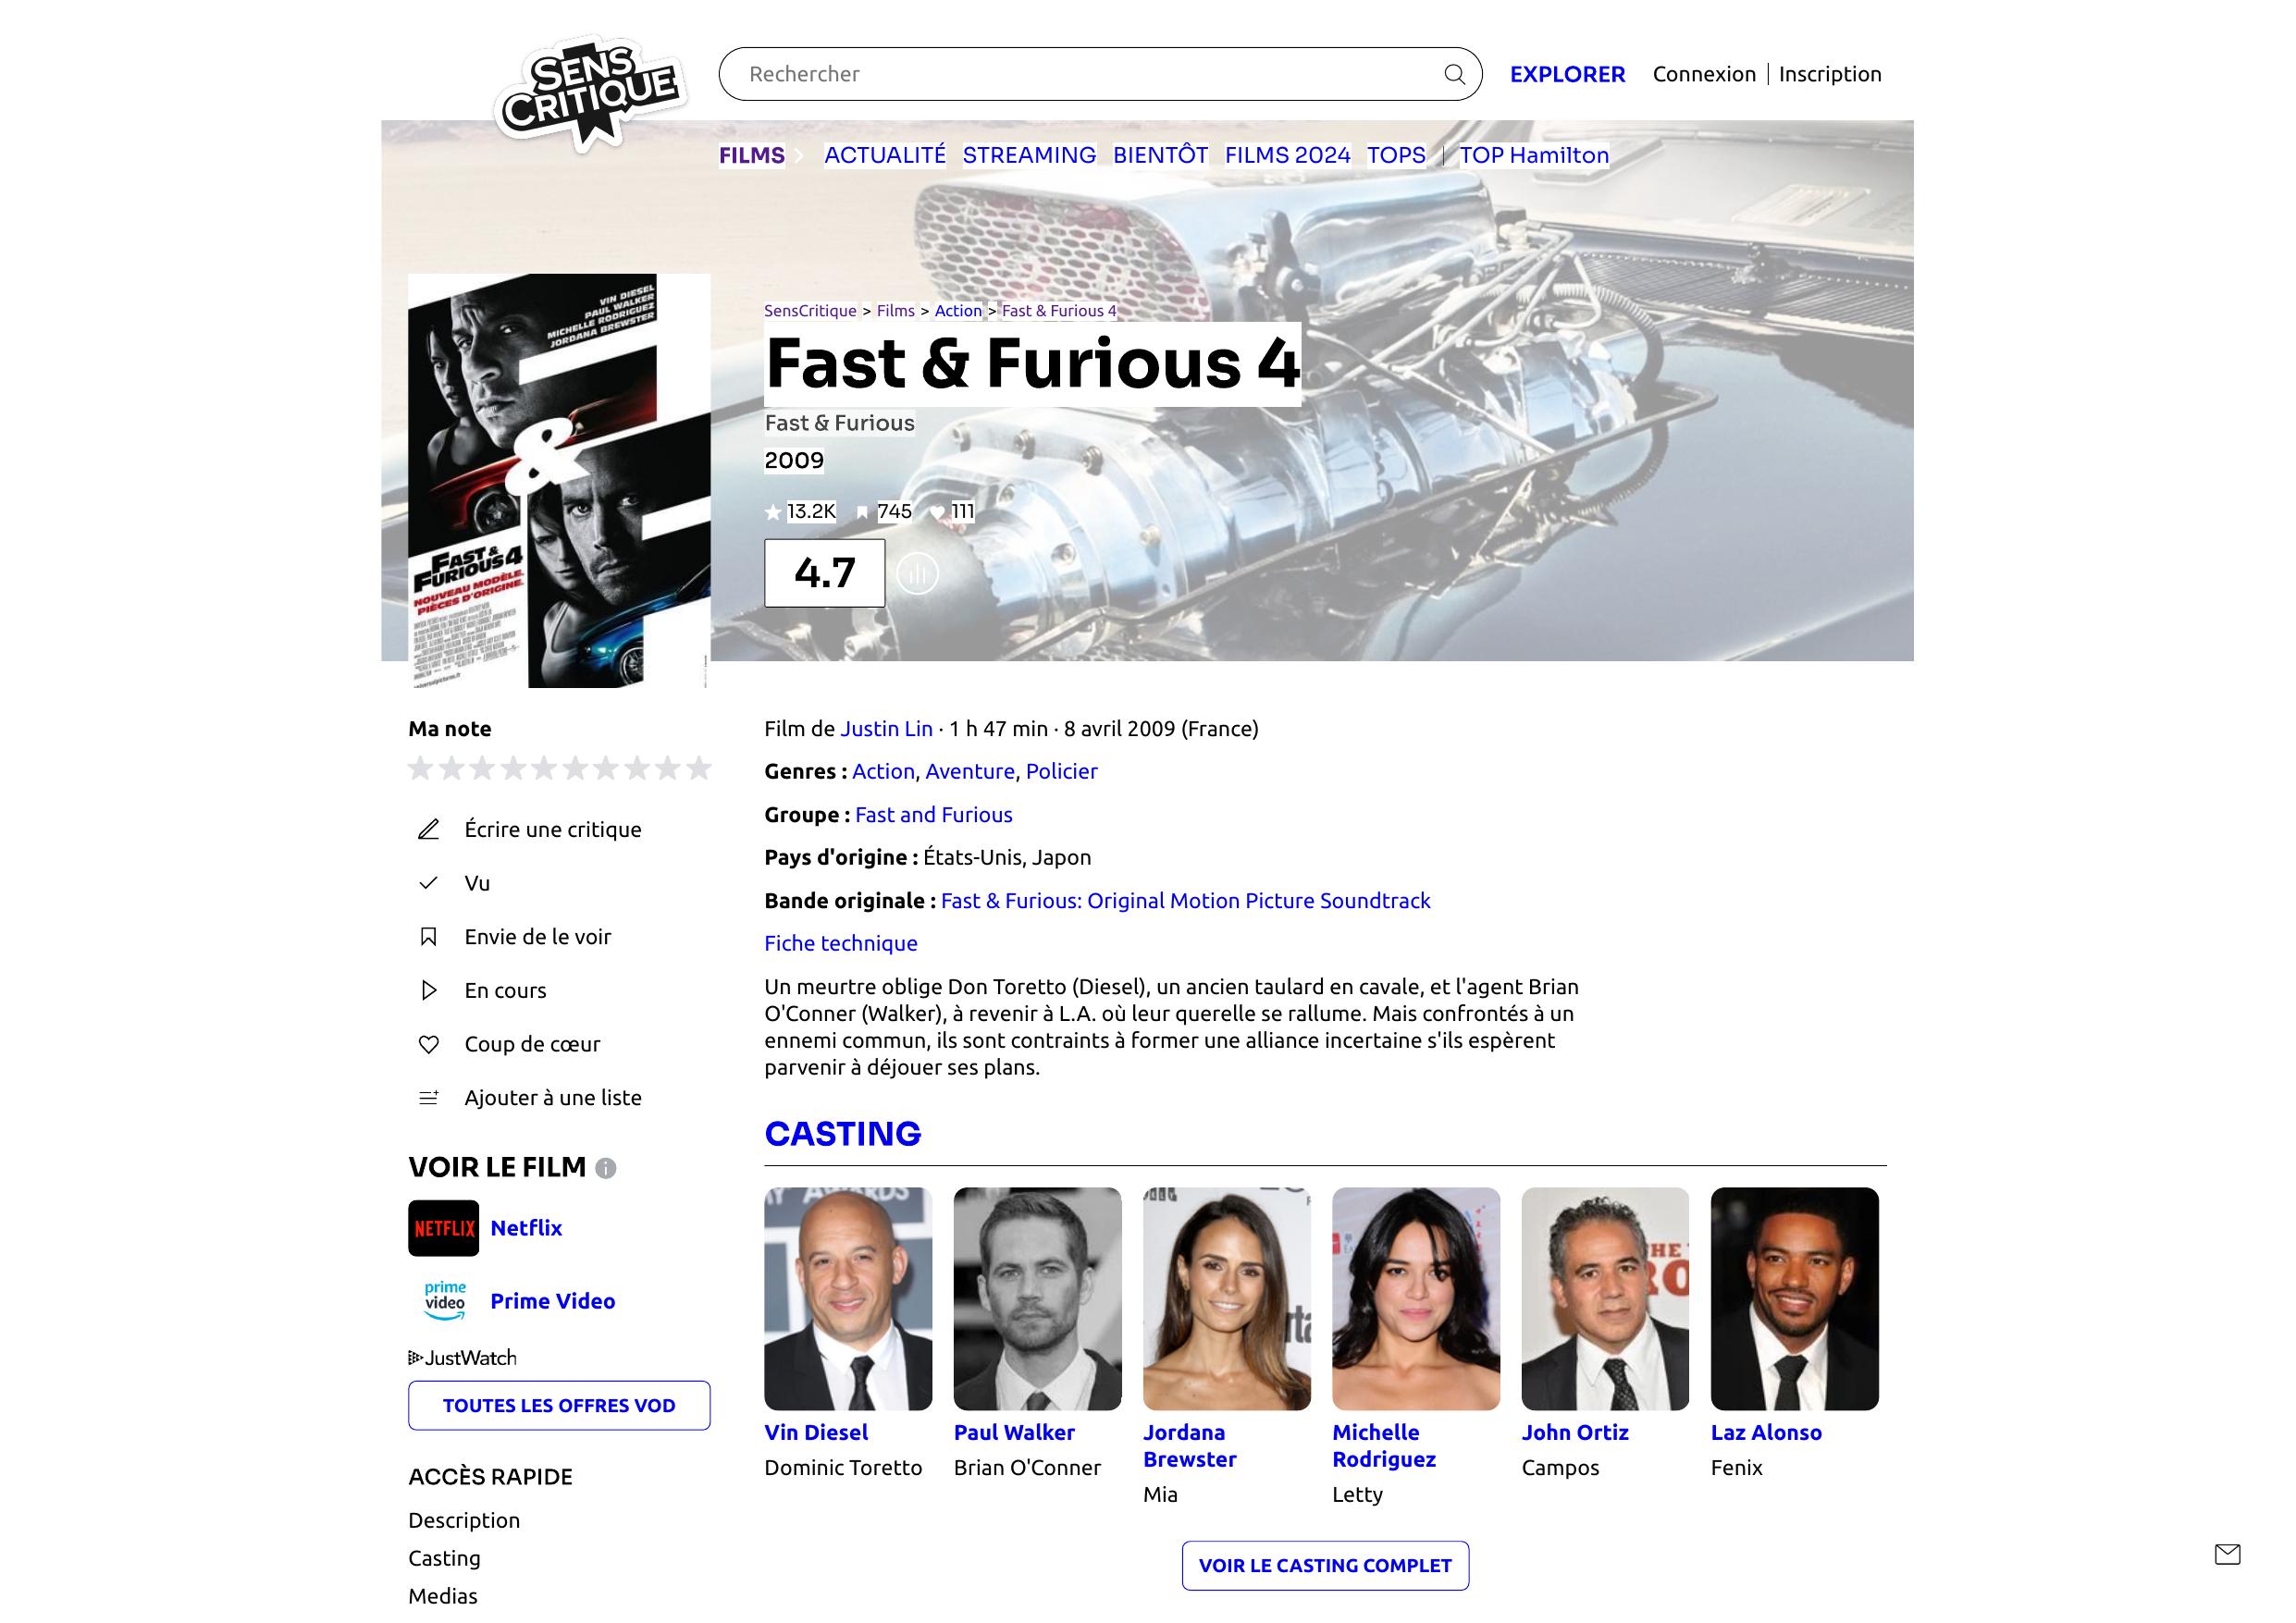 SENS
CRITIQUE
Rechercher
EXPLORER
Connexion
Inscription
FILMS
ACTUALITÉ
STREAMING
BIENTÔT
FILMS 2024
TOPS
TOP Hamilton
SensCritique > Films > Action > Fast & Furious 4
Fast & Furious 4
Fast & Furious
2009
13.2K
745
111
4.7
VIN DIESEL
PAUL WALKER
MICHELLE RODRIGUEZ
JORDANA BREWSTER
&
FAST &
FURIOUS 4
NOUVEAU MODÈLE.
PIÈCES D'ORIGINE.
Ma note
Écrire une critique
Vu
Envie de le voir
En cours
Coup de cœur
Ajouter à une liste
VOIR LE FILM
NETFLIX
Netflix
prime
video
Prime Video
JustWatch
TOUTES LES OFFRES VOD
ACCÈS RAPIDE
Description
Casting
Medias
Film de Justin Lin · 1 h 47 min · 8 avril 2009 (France)
Genres : Action, Aventure, Policier
Groupe : Fast and Furious
Pays d'origine : États-Unis, Japon
Bande originale : Fast & Furious: Original Motion Picture Soundtrack
Fiche technique
Un meurtre oblige Don Toretto (Diesel), un ancien taulard en cavale, et l'agent Brian
O'Conner (Walker), à revenir à L.A. où leur querelle se rallume. Mais confrontés à un
ennemi commun, ils sont contraints à former une alliance incertaine s'ils espèrent
parvenir à déjouer ses plans.
CASTING
Vin Diesel
Dominic Toretto
Paul Walker
Brian O'Conner
Jordana
Brewster
Mia
Michelle
Rodriguez
Letty
John Ortiz
Campos
Laz Alonso
Fenix
VOIR LE CASTING COMPLET